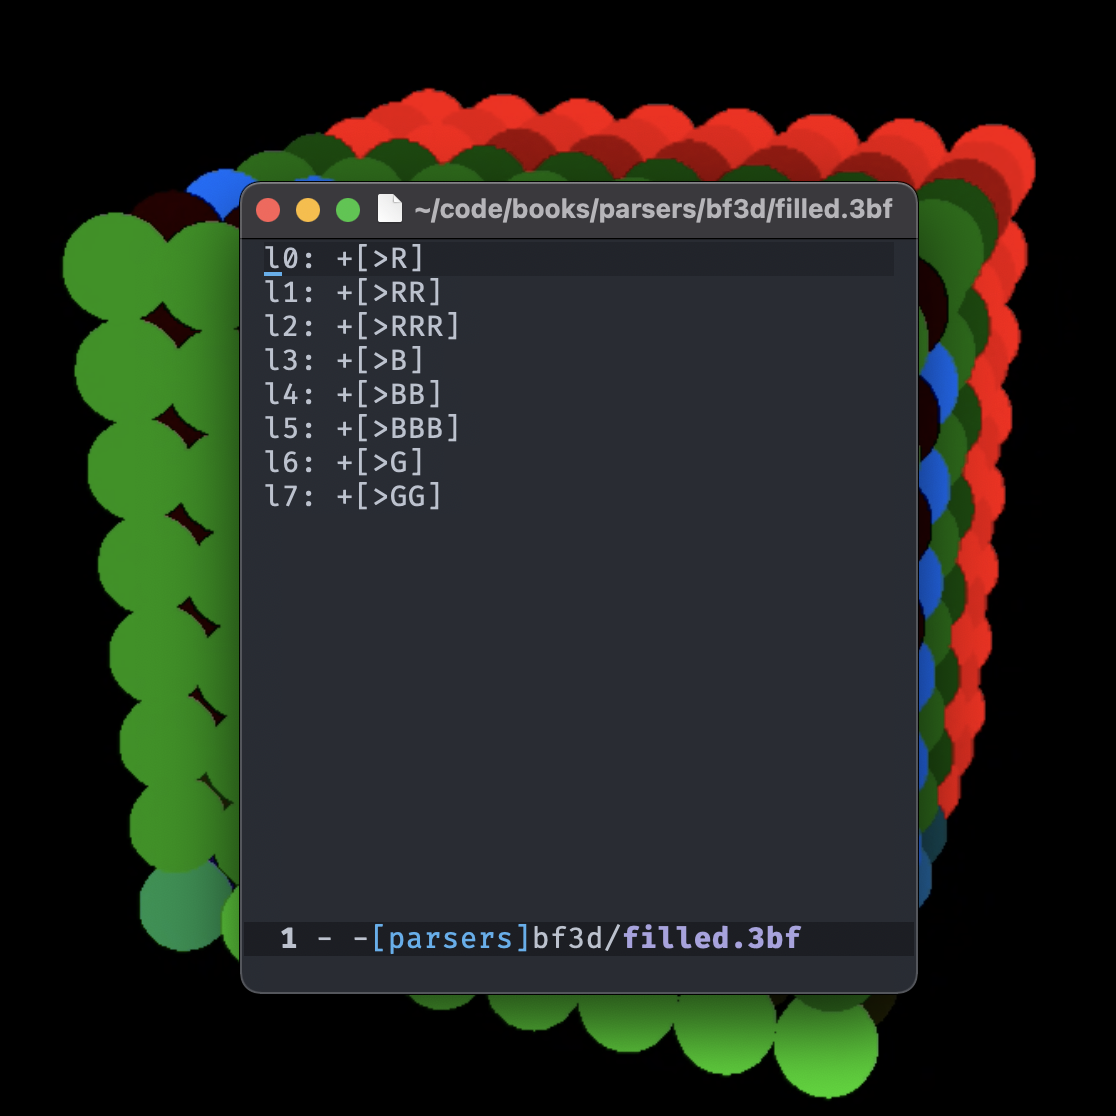 ~/code/books/parsers/bf3d/filled.3bf
l0: +[>R]
l1: +[>RR]
l2: +[>RRR]
l3: +[>B]
l4: +[>BB]
l5: +[>BBB]
l6: +[>G]
l7: +[>GG]
1 - -[parsers]bf3d/filled.3bf